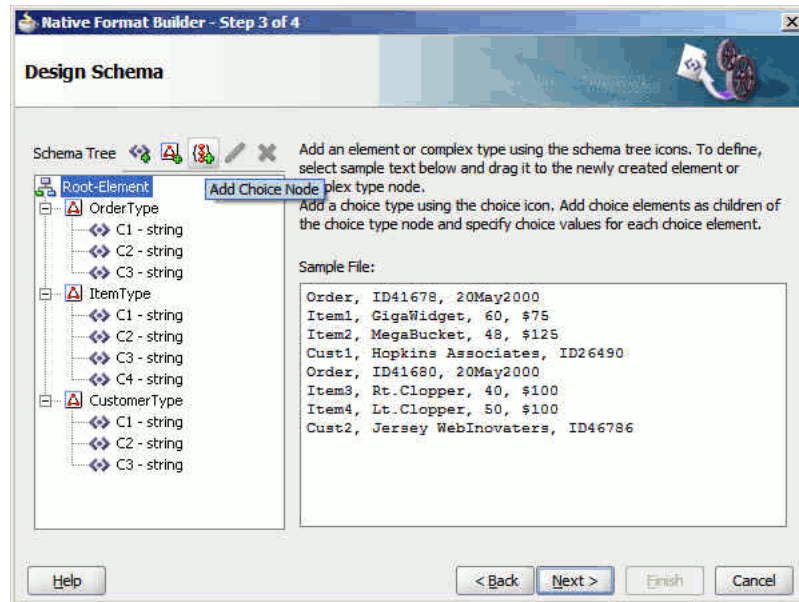 Native Format Builder - Step 3 of 4
Design Schema
Schema Tree
Add an element or complex type using the schema tree icons. To define,
select sample text below and drag it to the newly created element or
plex type node.
Add a choice type using the choice icon. Add choice elements as children of
the choice type node and specify choice values for each choice element.
Root-Element
Add Choice Node
OrderType
C1 - string
C2 - string
C3 - string
ItemType
C1 - string
C2 - string
C3 - string
C4 - string
CustomerType
C1 - string
C2 - string
C3 - string
Sample File:
Order, ID41678, 20May2000
Item1, GigaWidget, 60, $75
Item2, MegaBucket, 48, $125
Cust1, Hopkins Associates, ID26490
Order, ID41680, 20May2000
Item3, Rt.Clopper, 40, $100
Item4, Lt.Clopper, 50, $100
Cust2, Jersey WebInovaters, ID46786
Help
< Back
Next >
Finish
Cancel